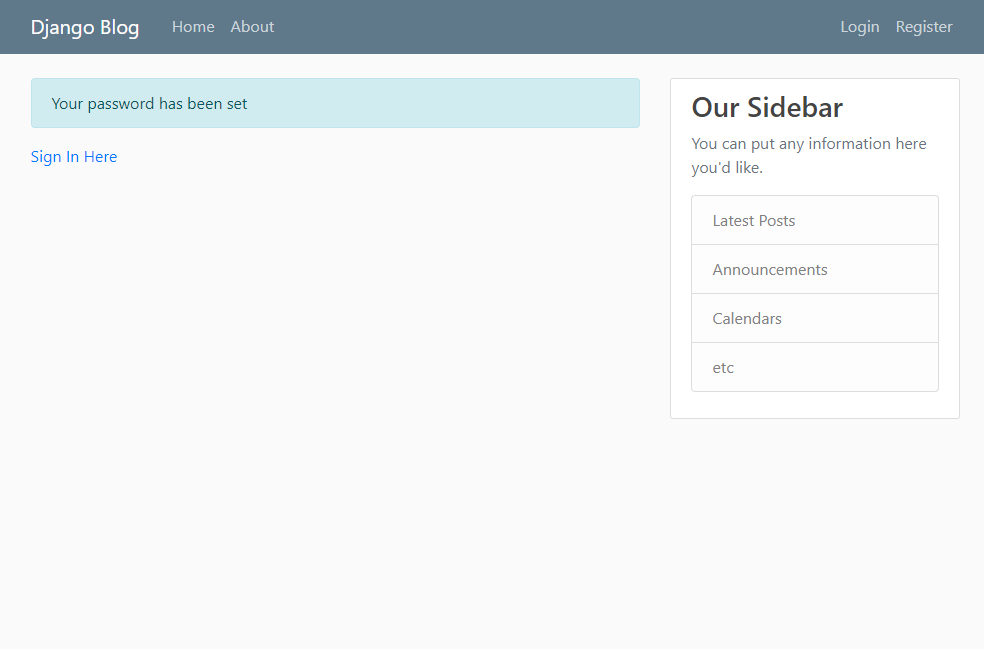 Django Blog Home About Login Register
Your password has been set
Sign In Here
Our Sidebar
You can put any information here
you'd like.
Latest Posts
Announcements
Calendars
etc